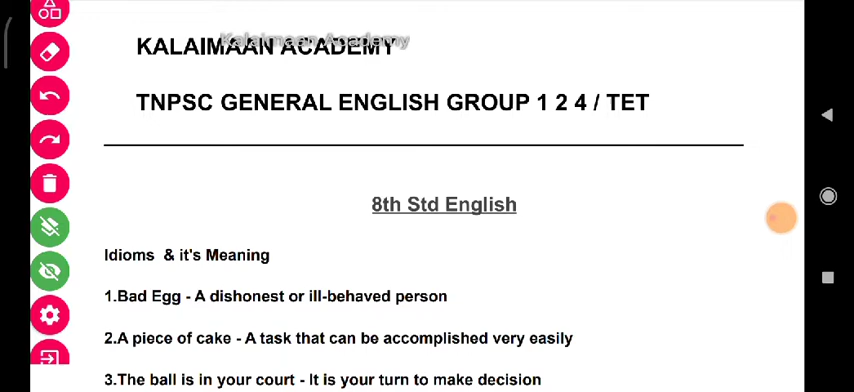 KALAIMAAN ACADEMY
Kalaimaan Academy
TNPSC GENERAL ENGLISH GROUP 1 2 4 / TET
8th Std English
Idioms & it's Meaning
1.Bad Egg - A dishonest or ill-behaved person
2.A piece of cake - A task that can be accomplished very easily
3.The ball is in your court - It is your turn to make decision